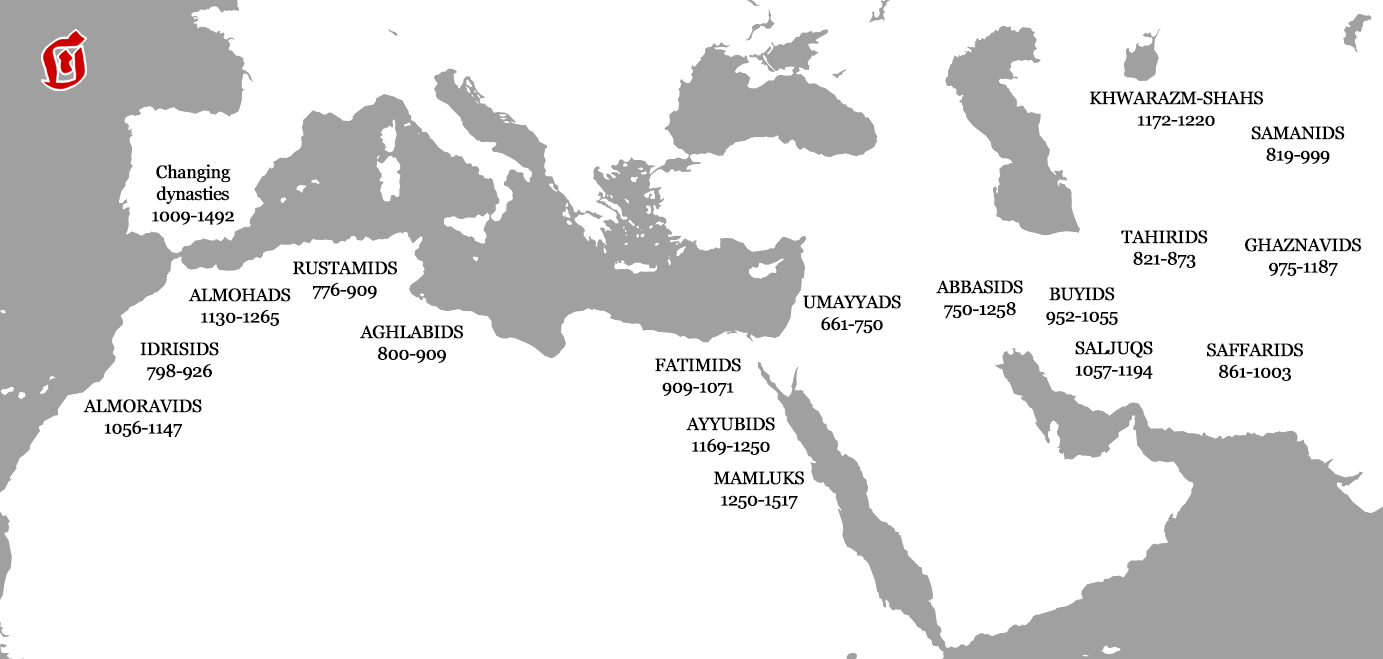 KHWARAZM-SHAHS
1172-1220
SAMANIDS
819-999
Changing
dynasties
1009-1492
TAHIRIDS
821-873
GHAZNAVIDS
975-1187
RUSTAMIDS
776-909
ALMOHADS
1130-1265
UMAYYADS
661-750
ABBASIDS
750-1258
BUYIDS
952-1055
AGHLABIDS
800-909
IDRISIDS
798-926
SALJUQS
1057-1194
SAFFARIDS
861-1003
FATIMIDS
909-1071
ALMORAVIDS
1056-1147
AYYUBIDS
1169-1250
MAMLUKS
1250-1517